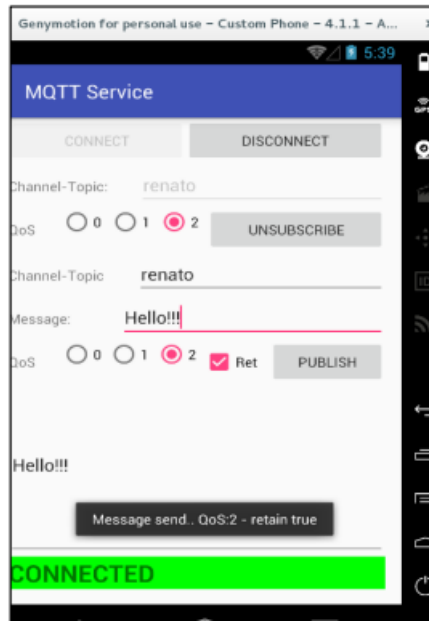 Genymotion for personal use – Custom Phone – 4.1.1 – A...
5:39
MQTT Service
CONNECT DISCONNECT
Channel-Topic: renato
QoS 0 1 2 UNSUBSCRIBE
Channel-Topic renato
Message: Hello!!!
QoS 0 1 2 Ret PUBLISH
Hello!!!
Message send.. QoS:2 - retain true
CONNECTED